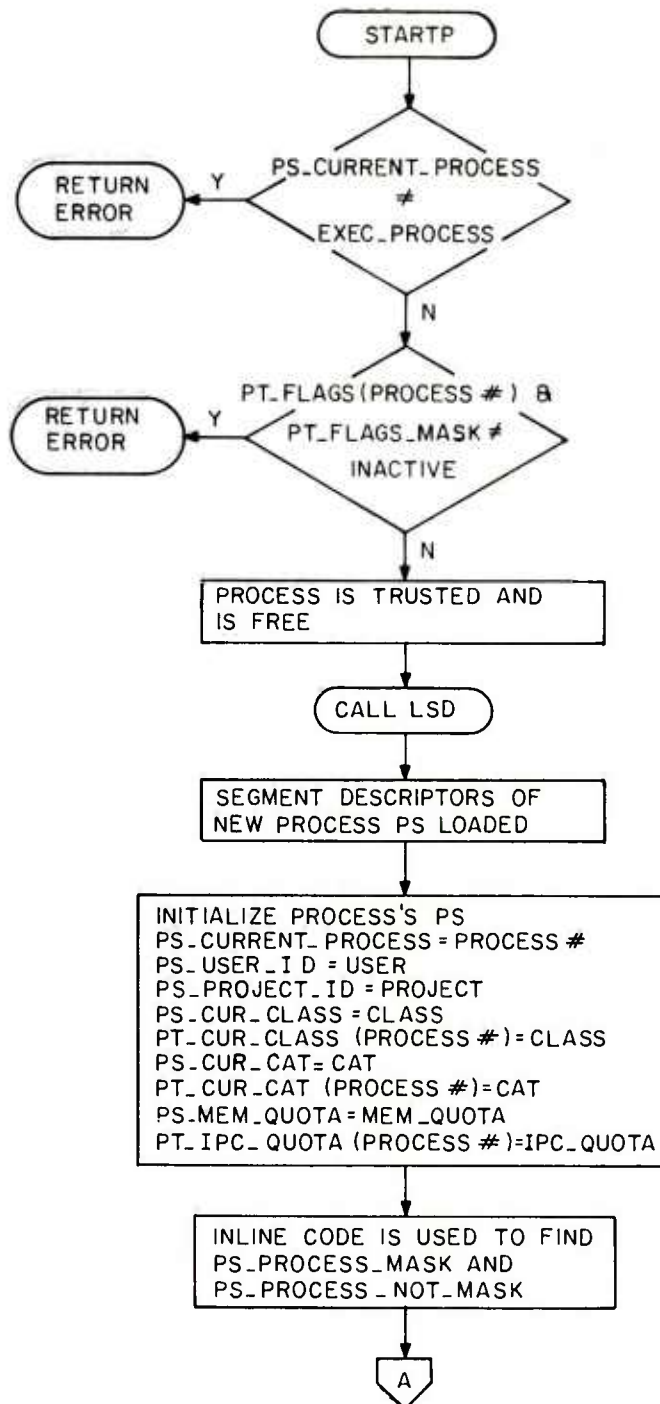 STARTP
PS_CURRENT_PROCESS
≠
EXEC_PROCESS
Y
RETURN
ERROR
N
PT_FLAGS(PROCESS #) &
PT_FLAGS_MASK ≠
INACTIVE
Y
RETURN
ERROR
N
PROCESS IS TRUSTED AND
IS FREE
CALL LSD
SEGMENT DESCRIPTORS OF
NEW PROCESS PS LOADED
INITIALIZE PROCESS'S PS
PS_CURRENT_PROCESS = PROCESS #
PS_USER_ID = USER
PS_PROJECT_ID = PROJECT
PS_CUR_CLASS = CLASS
PT_CUR_CLASS (PROCESS #) = CLASS
PS_CUR_CAT = CAT
PT_CUR_CAT (PROCESS #) = CAT
PS_MEM_QUOTA = MEM_QUOTA
PT_IPC_QUOTA (PROCESS #) = IPC_QUOTA
INLINE CODE IS USED TO FIND
PS_PROCESS_MASK AND
PS_PROCESS_NOT_MASK
A